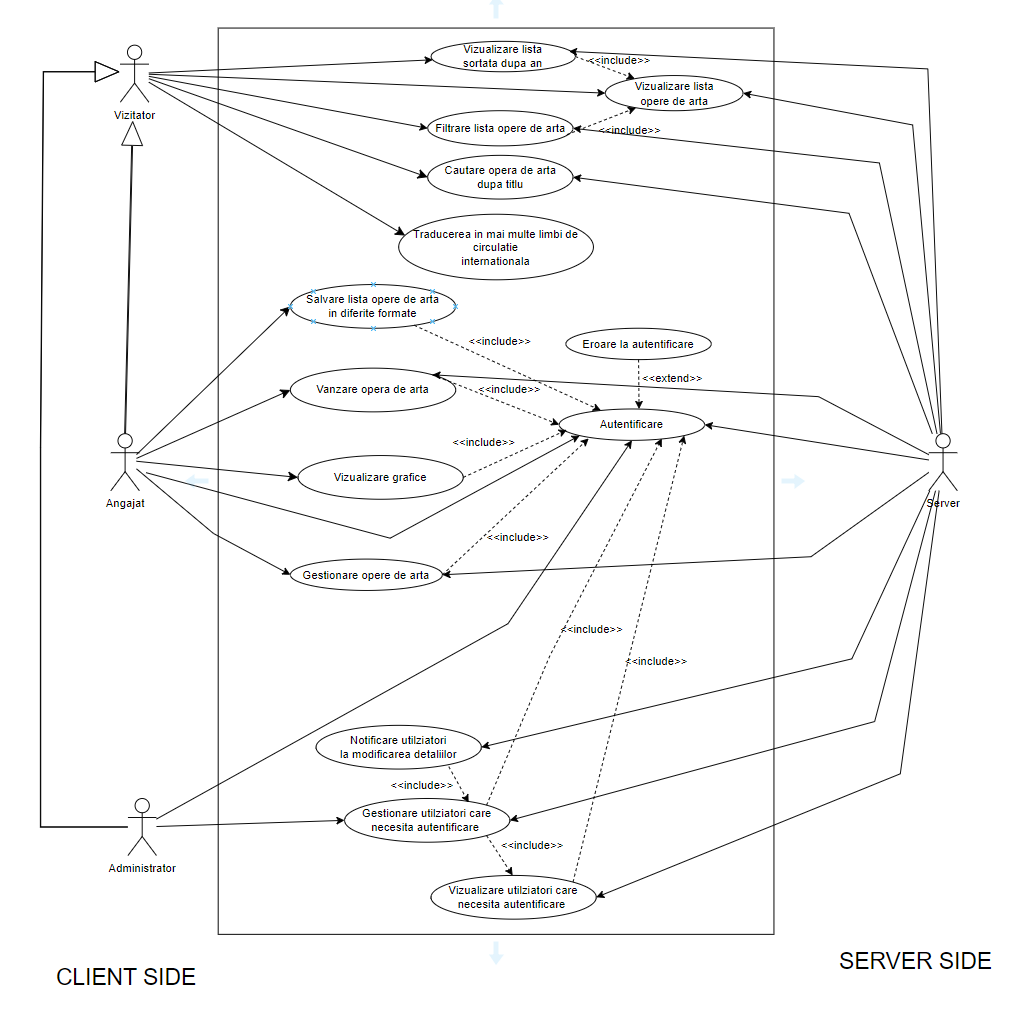 Vizualizare lista
sortata dupa an
<<include>>
Vizualizare lista
opere de arta
Vizitator
Filtrare lista opere de arta
<<include>>
Cautare opera de arta
dupa titlu
Traducerea in mai multe limbi de
circulatie
internationala
Salvare lista opere de arta
in diferite formate
<<include>>
Eroare la autentificare
<<extend>>
Vanzare opera de arta
<<include>>
Autentificare
<<include>>
Vizualizare grafice
Angajat
Server
<<include>>
Gestionare opere de arta
<<include>>
<<include>>
Notificare utilziatori
la modificarea detaliilor
<<include>>
Gestionare utilziatori care
necesita autentificare
<<include>>
Administrator
Vizualizare utilziatori care
necesita autentificare
CLIENT SIDE
SERVER SIDE